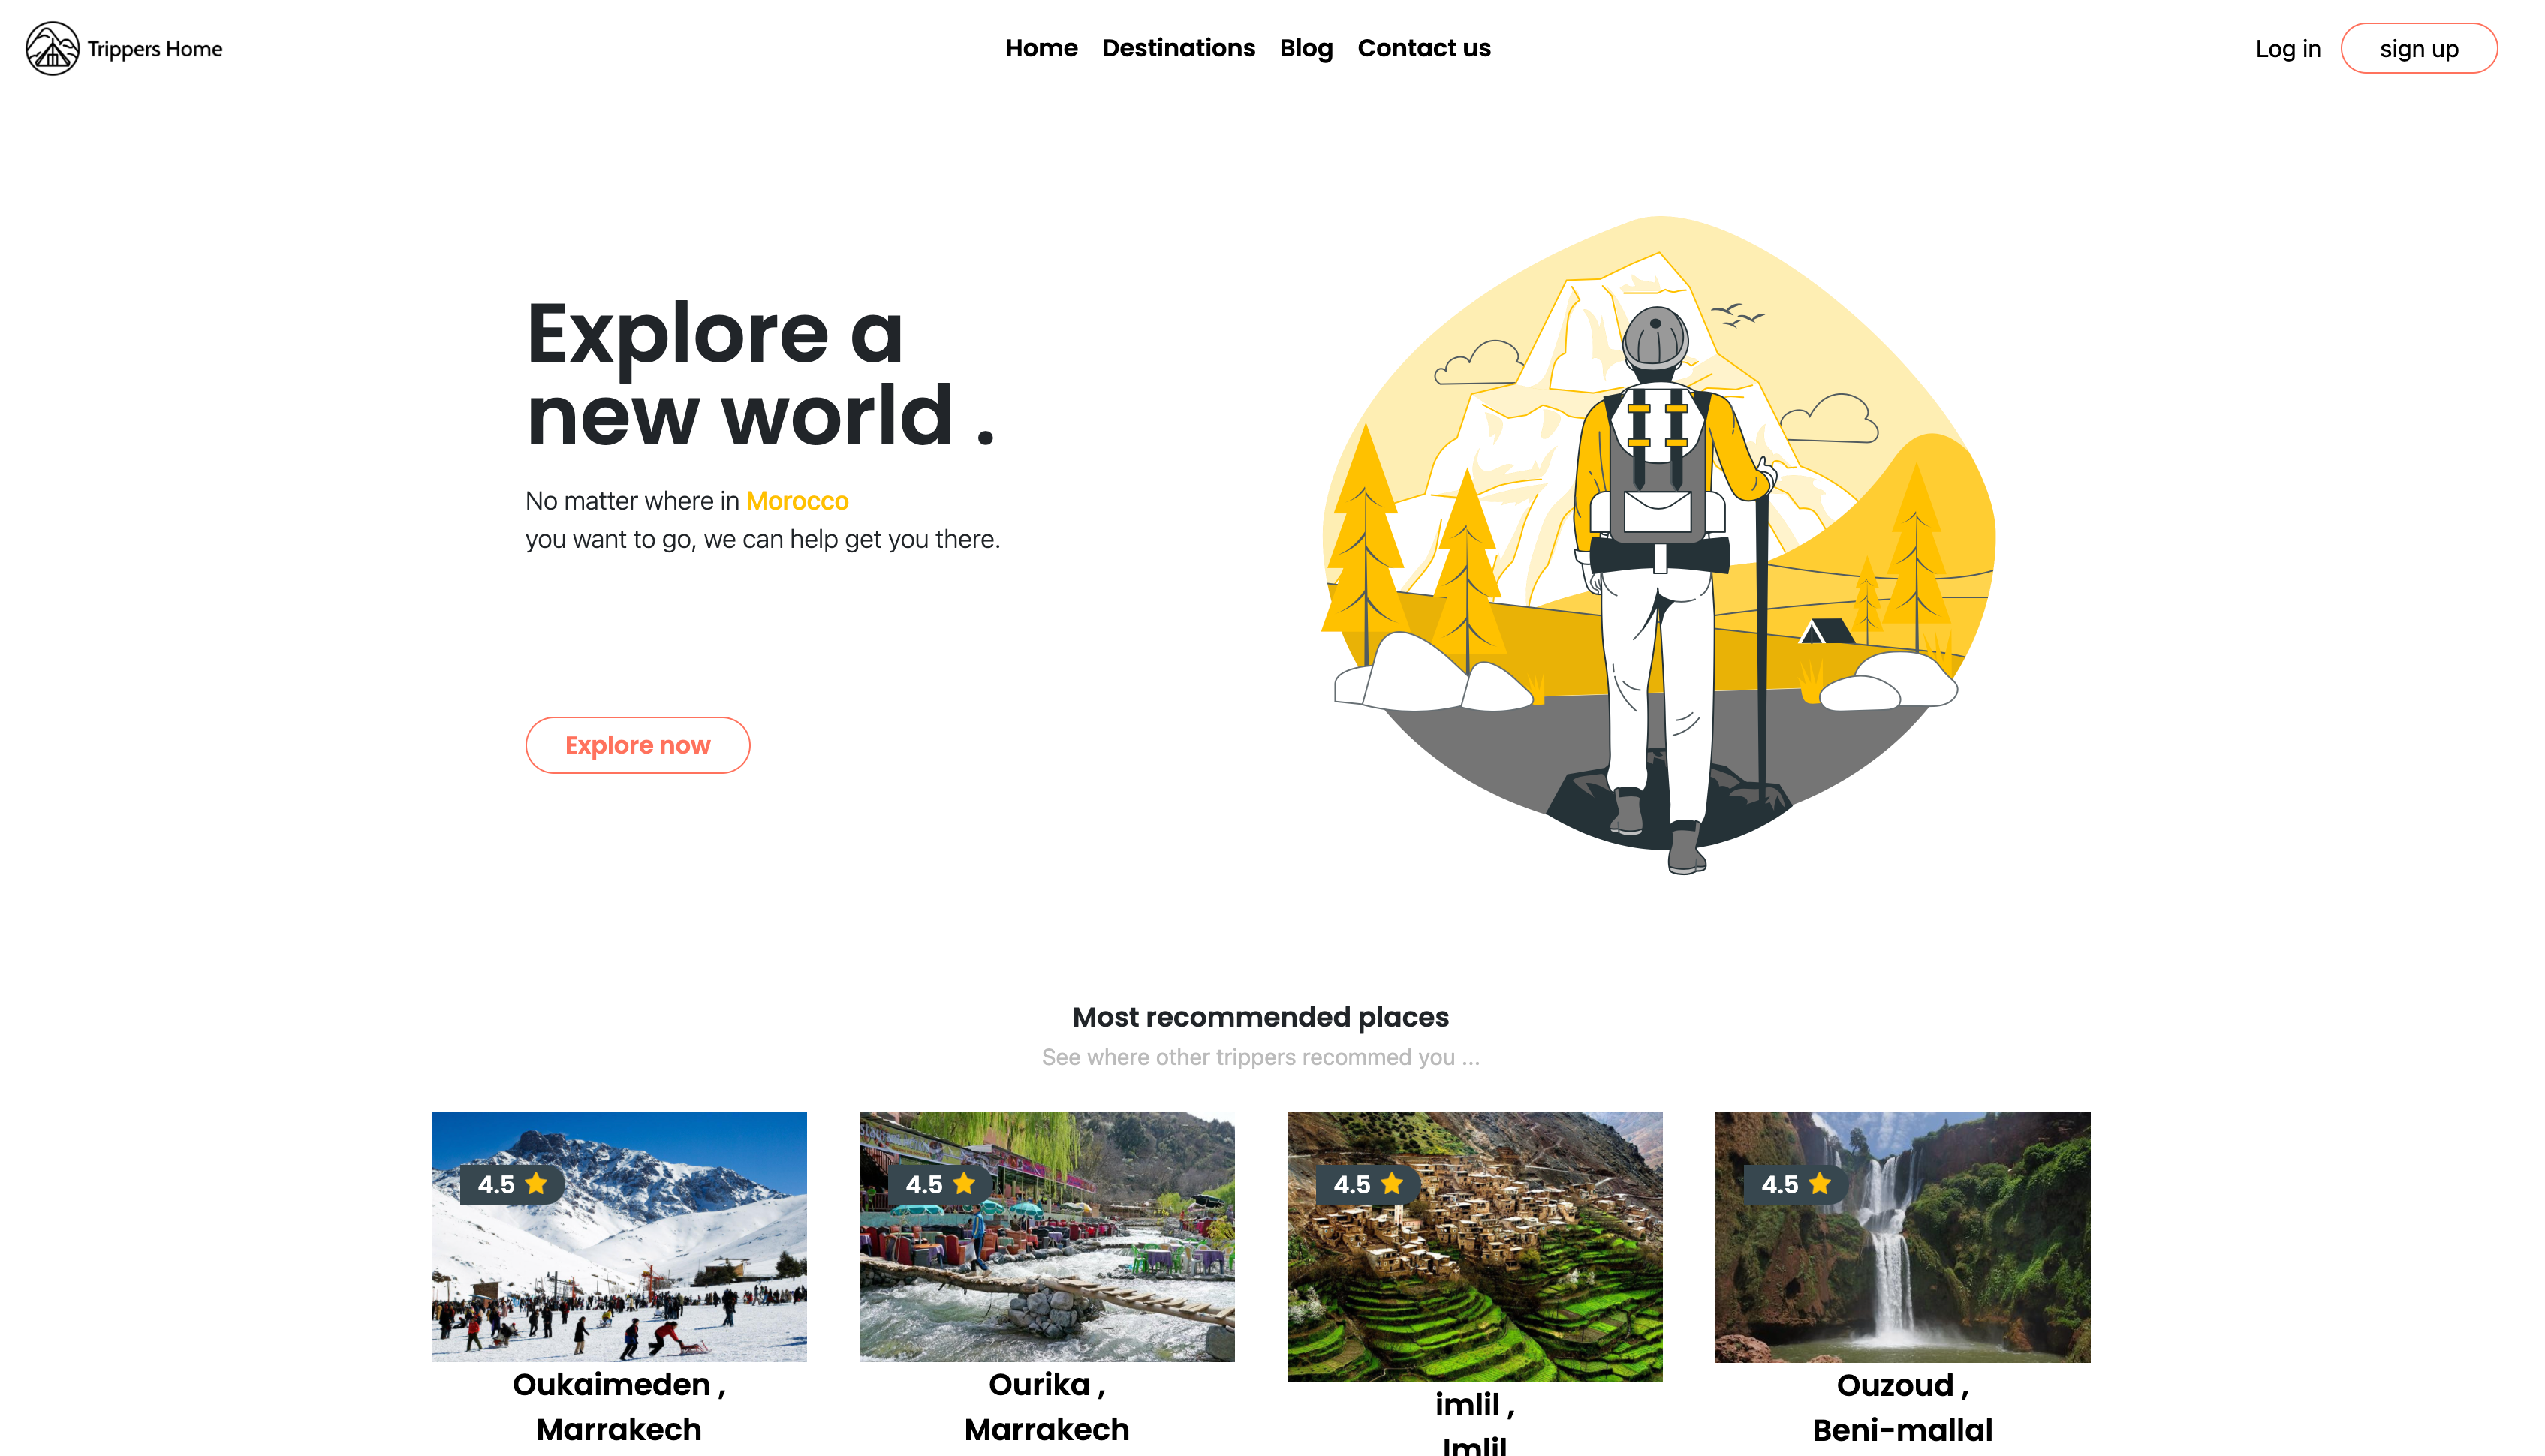 Trippers Home
Home Destinations Blog Contact us
Log in sign up
Explore a
new world .
No matter where in Morocco
you want to go, we can help get you there.
Explore now
Most recommended places
See where other trippers recommed you ...
4.5
4.5
4.5
4.5
Oukaimeden ,
Marrakech
Ourika ,
Marrakech
imlil ,
Imlil
Ouzoud ,
Beni-mallal